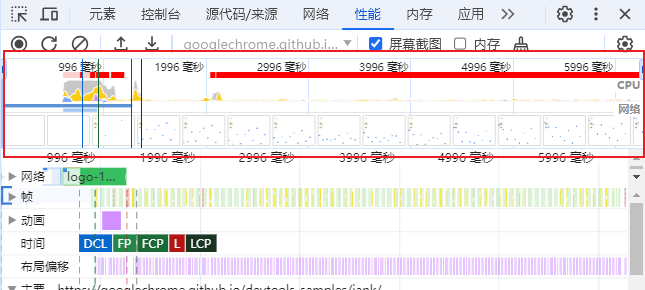 元素 控制台 源代码/来源 网络 性能 内存 应用
googlechrome.github.i... 屏幕截图 内存
996 毫秒 1996 毫秒 2996 毫秒 3996 毫秒 4996 毫秒 5996 毫秒
CPU
网络
996 毫秒 1996 毫秒 2996 毫秒 3996 毫秒 4996 毫秒 5996 毫秒
网络 logo-1...
帧
动画
时间 DCL FP FCP L LCP
布局偏移
主要 https://googlechrome.github.io/devtools-samples/jank/